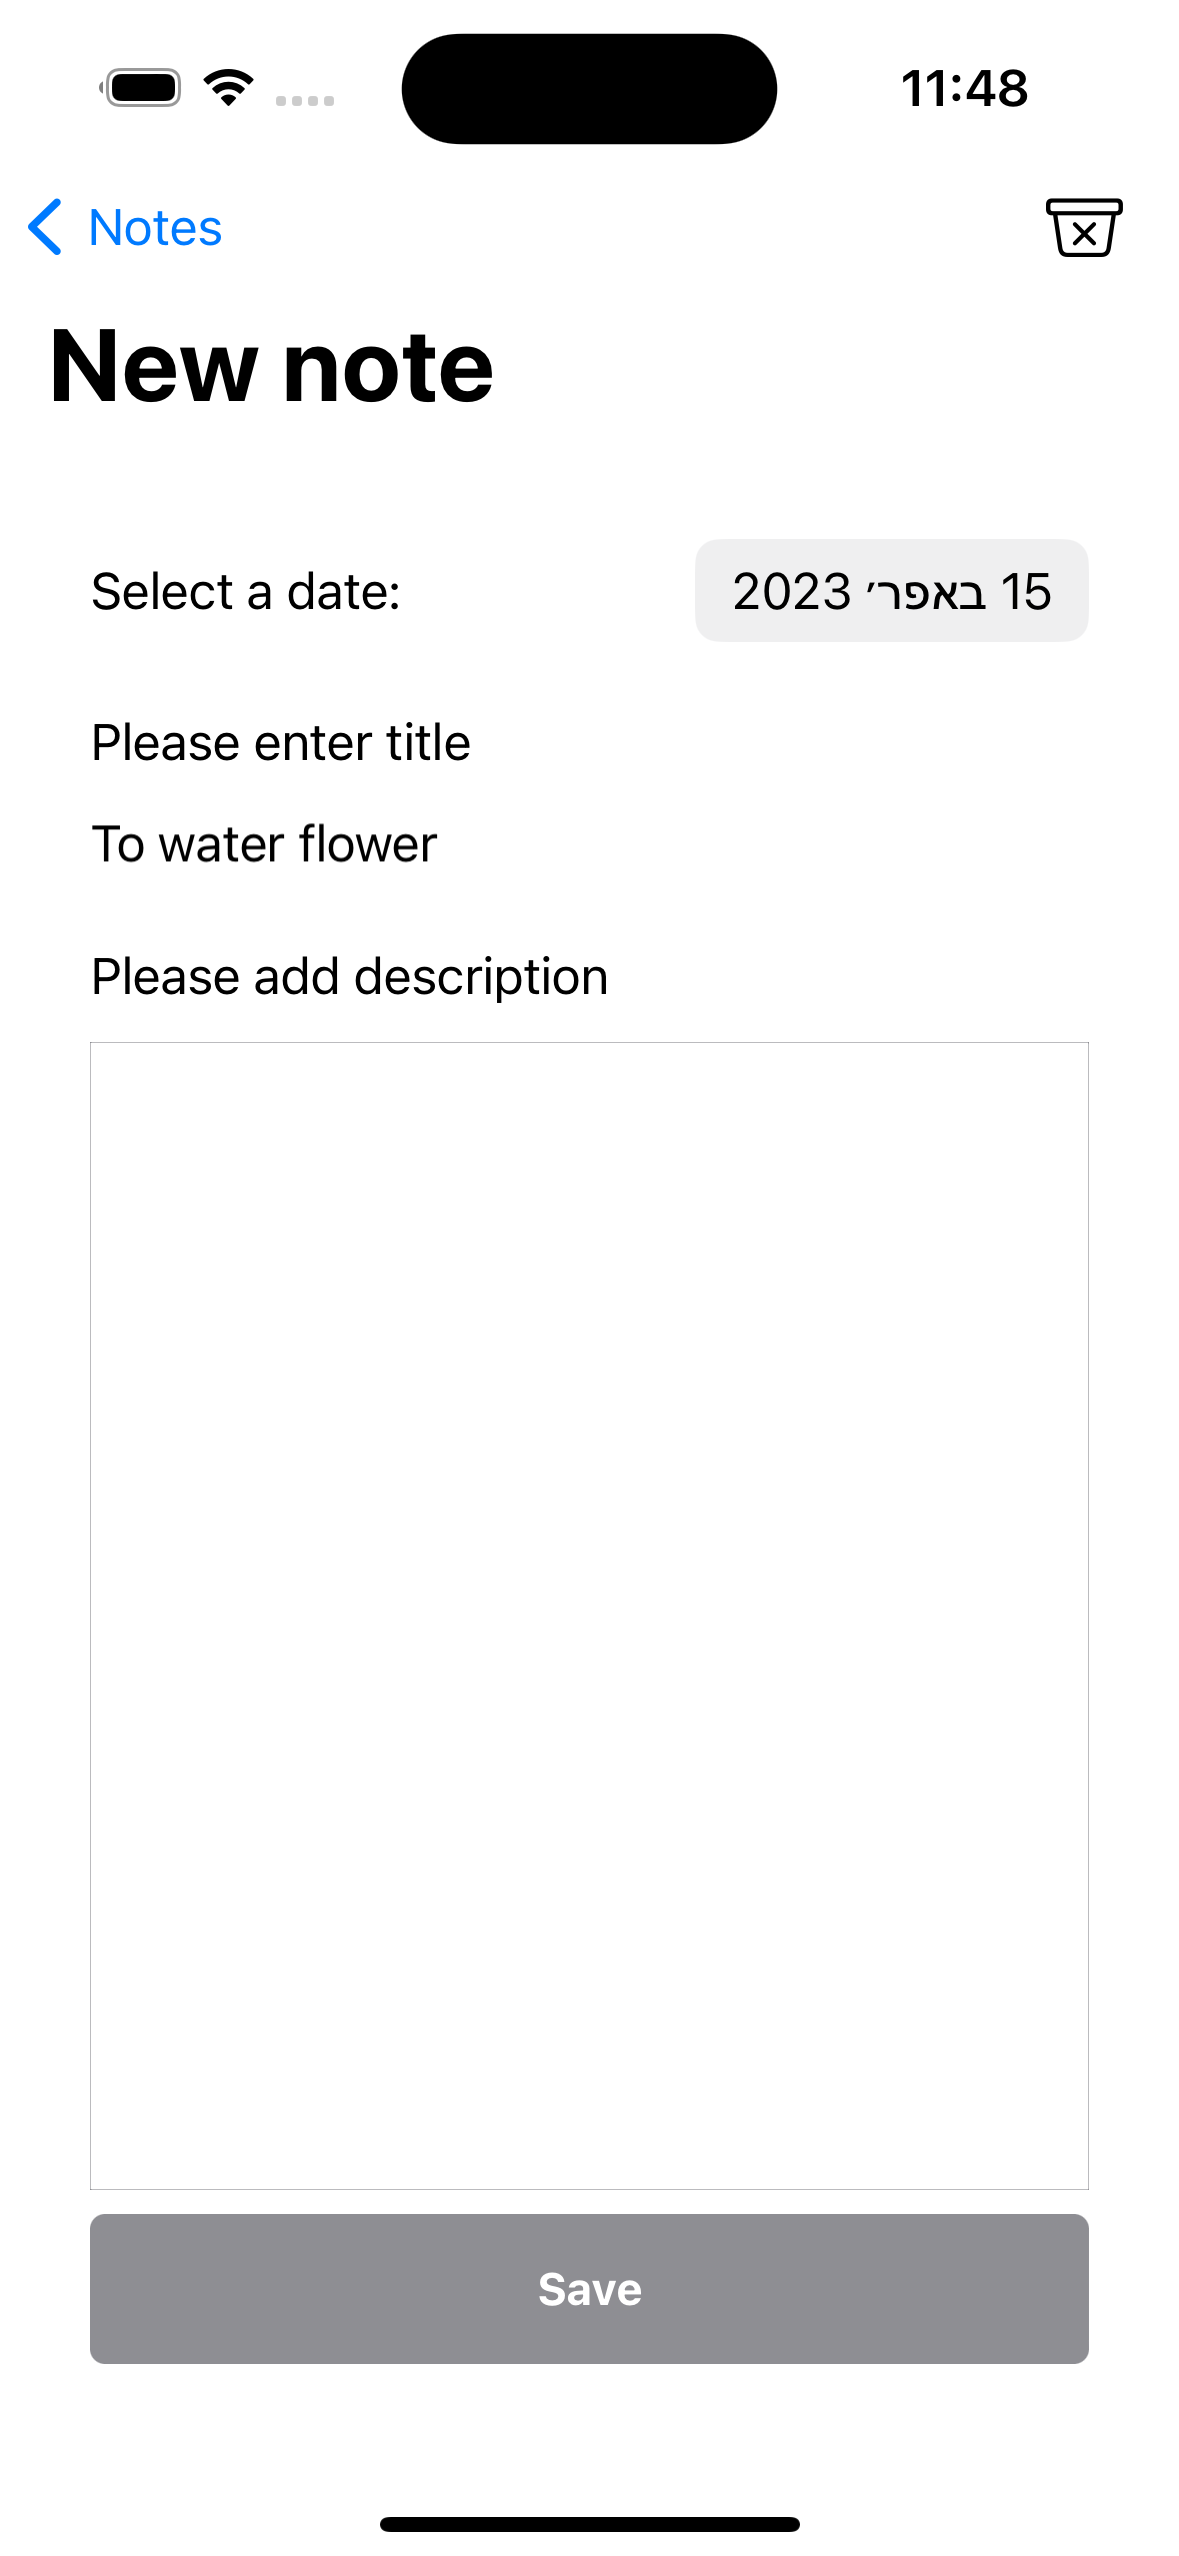 11:48
Notes
New note
Select a date:
15 באפר׳ 2023
Please enter title
To water flower
Please add description
Save